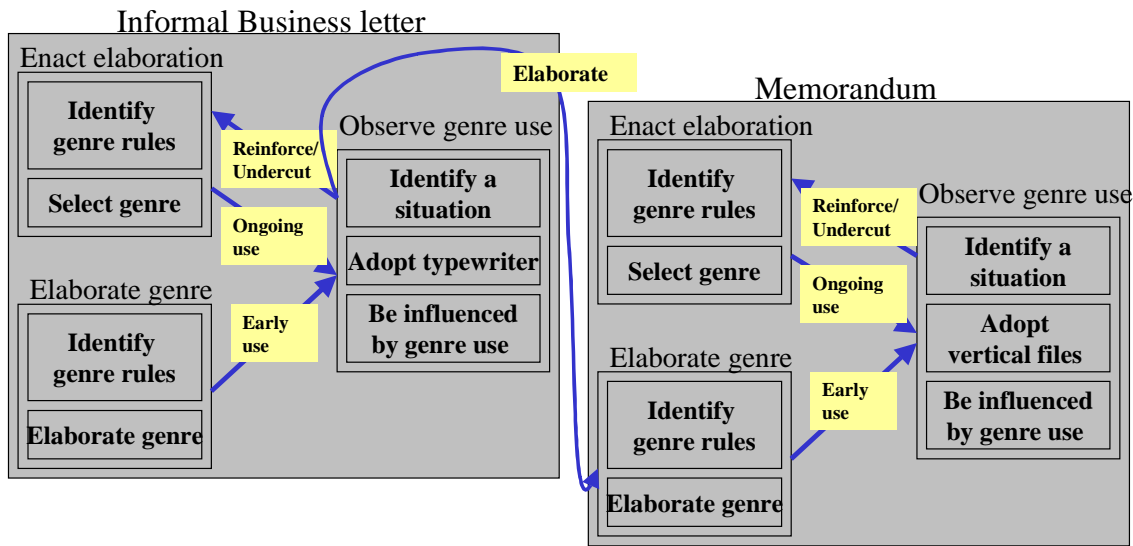 Informal Business letter
Enact elaboration
Identify
genre rules
Select genre
Reinforce/
Undercut
Ongoing
use
Observe genre use
Identify a
situation
Adopt typewriter
Be influenced
by genre use
Elaborate genre
Identify
genre rules
Elaborate genre
Early
use
Elaborate
Memorandum
Enact elaboration
Identify
genre rules
Select genre
Reinforce/
Undercut
Ongoing
use
Observe genre use
Identify a
situation
Adopt
vertical files
Be influenced
by genre use
Elaborate genre
Identify
genre rules
Elaborate genre
Early
use